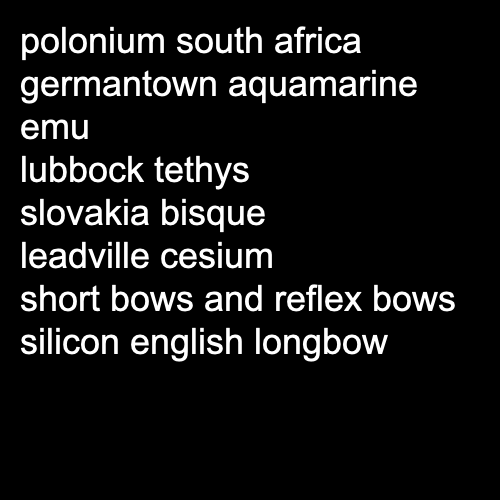 polonium south africa
germantown aquamarine
emu
lubbock tethys
slovakia bisque
leadville cesium
short bows and reflex bows
silicon english longbow